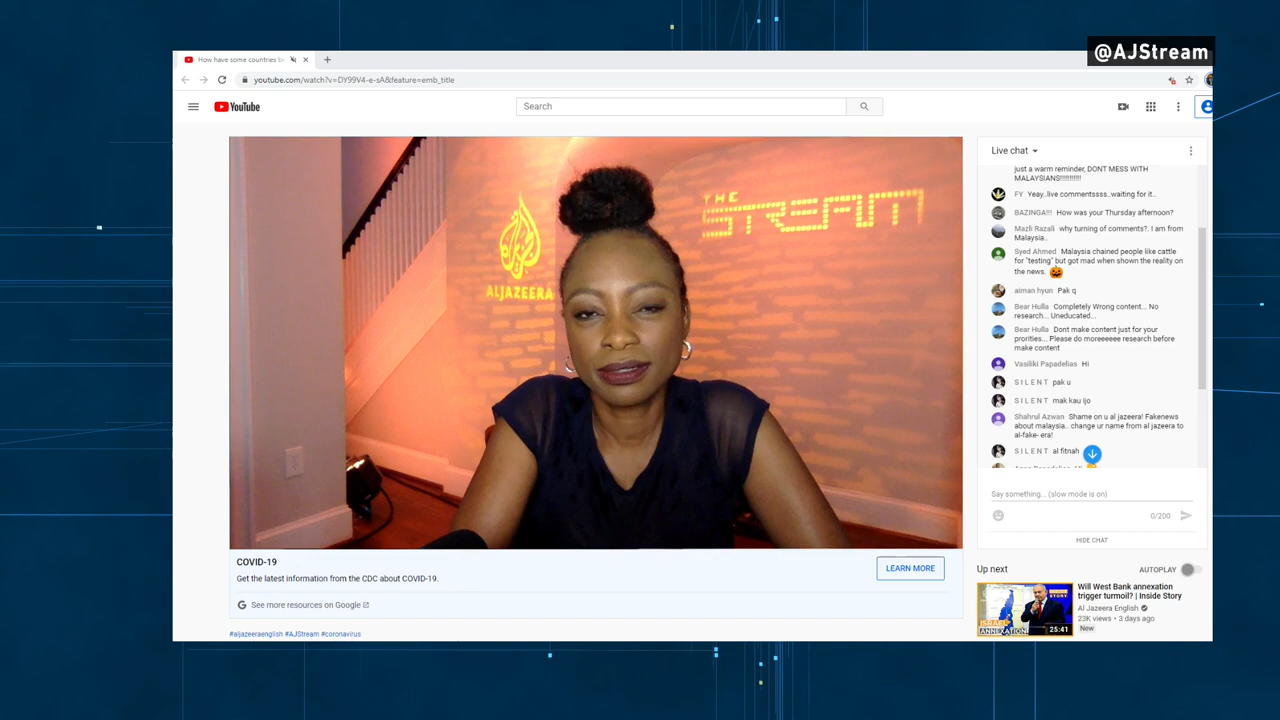 @AJStream
How have some countries b
youtube.com/watch?v=DY99V4-e-sA&feature=emb_title
YouTube
Search
ALJAZEERA
THE
STREAM
Live chat
just a warm reminder, DONT MESS WITH
MALAYSIANS!!!!!!!!!!!
FY Yeay..live commentssss..waiting for it..
BAZINGA!!! How was your Thursday afternoon?
Mazli Razali why turning of comments?. I am from
Malaysia..
Syed Ahmed Malaysia chained people like cattle
for "testing" but got mad when shown the reality on
the news.
aiman hyun Pak q
Bear Hulla Completely Wrong content... No
research... Uneducated...
Bear Hulla Dont make content just for your
prorities... Please do moreeeeee research before
make content
Vasiliki Papadelias Hi
S I L E N T pak u
S I L E N T mak kau ijo
Shahrul Azwan Shame on u al jazeera! Fakenews
about malaysia.. change ur name from al jazeera to
al-fake- era!
S I L E N T al fitnah
Say something... (slow mode is on)
0/200
HIDE CHAT
COVID-19
Get the latest information from the CDC about COVID-19.
LEARN MORE
See more resources on Google
#aljazeeraenglish #AJStream #coronavirus
Up next
AUTOPLAY
Will West Bank annexation
trigger turmoil? | Inside Story
Al Jazeera English
23K views • 3 days ago
New
ISRAEL
ANNEXATION
25:41